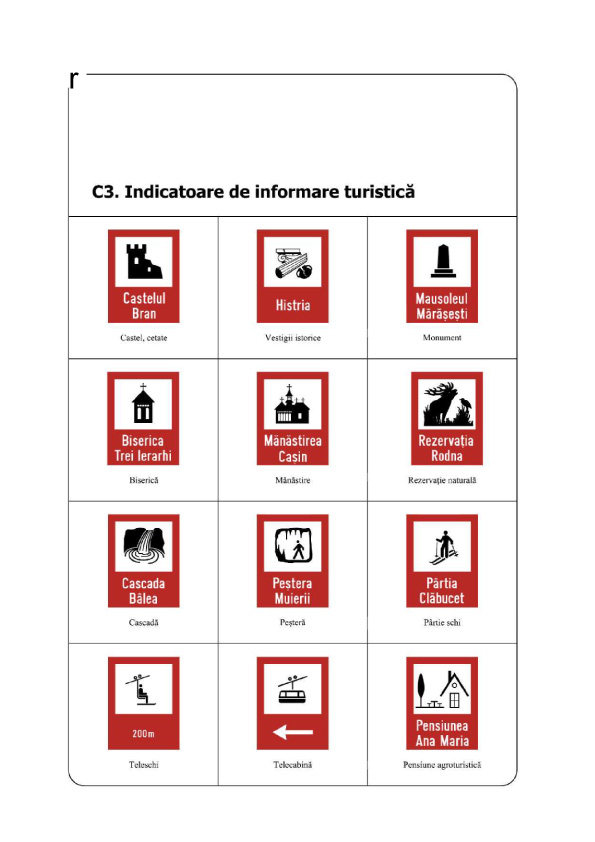 r
C3. Indicatoare de informare turistică
Castelul
Bran
Castel, cetate
Histria
Vestigii istorice
Mausoleul
Mărășești
Monument
Biserica
Trei Ierarhi
Biserică
Mănăstirea
Cașin
Mănăstire
Rezervația
Rodna
Rezervație naturală
Cascada
Bâlea
Cascadă
Peștera
Muierii
Peșteră
Pârtia
Clăbucet
Pârtie schi
200m
Teleschi
Telecabină
Pensiunea
Ana Maria
Pensiune agroturistică